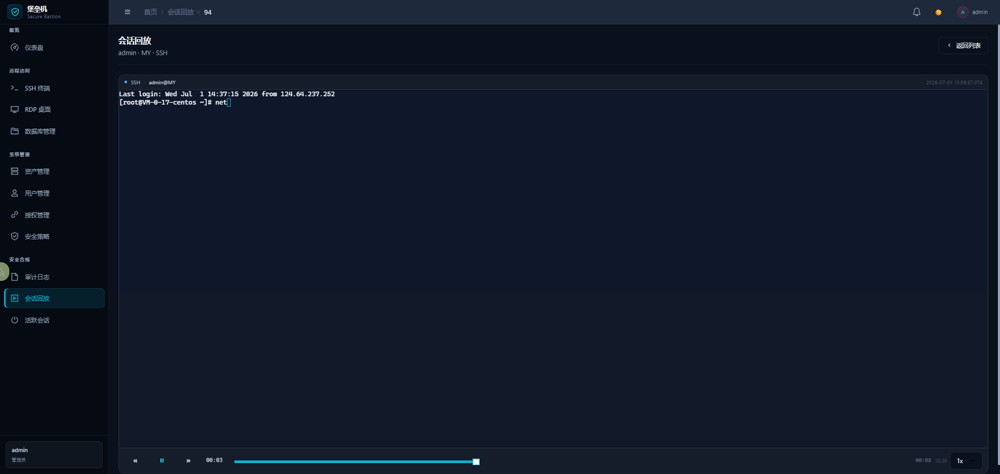 堡垒机
Secure Bastion
首页 › 会话回放 › 94
A admin
概览
仪表盘
远程访问
SSH 终端
RDP 桌面
数据库管理
系统管理
资产管理
用户管理
授权管理
安全策略
安全合规
审计日志
会话回放
活跃会话
admin
管理员
会话回放
admin · MY · SSH
返回列表
SSH · admin@MY
2026-07-01 15:09:57.074
Last login: Wed Jul  1 14:37:15 2026 from 124.64.237.252
[root@VM-0-17-centos ~]# net
00:03
00:08 10/29 1x